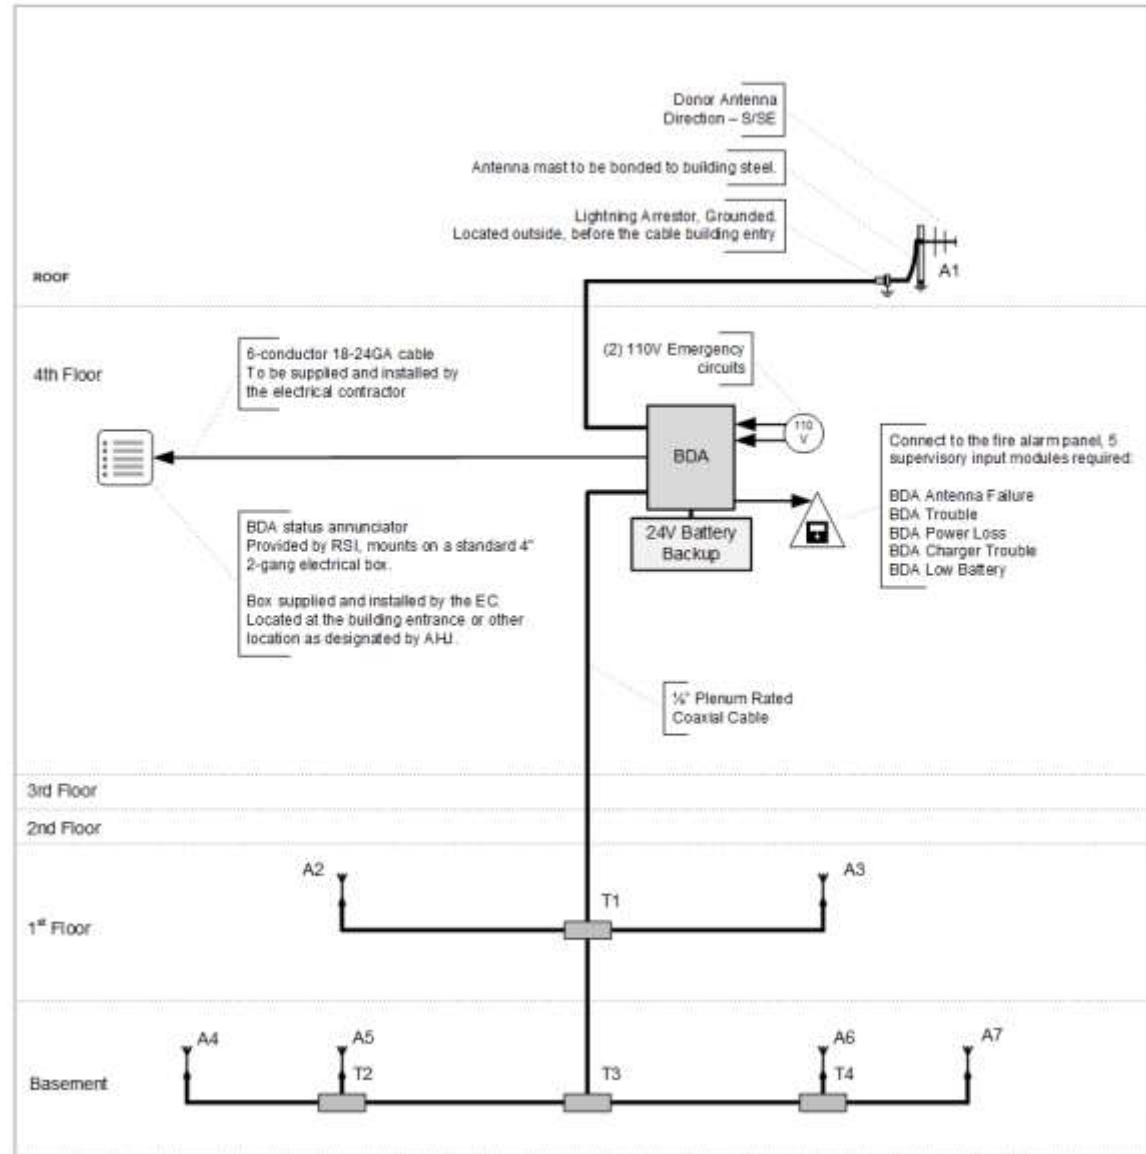 Donor Antenna
Direction – S/SE
Antenna mast to be bonded to building steel.
Lightning Arrestor, Grounded.
Located outside, before the cable building entry
A1
ROOF
4th Floor
6-conductor 18-24GA cable
To be supplied and installed by
the electrical contractor
(2) 110V Emergency
circuits
110
V
BDA
Connect to the fire alarm panel, 5
supervisory input modules required:
BDA Antenna Failure
BDA Trouble
BDA Power Loss
BDA Charger Trouble
BDA Low Battery
24V Battery
Backup
BDA status annunciator
Provided by RSI, mounts on a standard 4"
2-gang electrical box.
Box supplied and installed by the EC.
Located at the building entrance or other
location as designated by AHJ.
Plenum Rated
Coaxial Cable
3rd Floor
2nd Floor
A2
A3
T1
1st Floor
A4
A5
A6
A7
T2
T3
T4
Basement